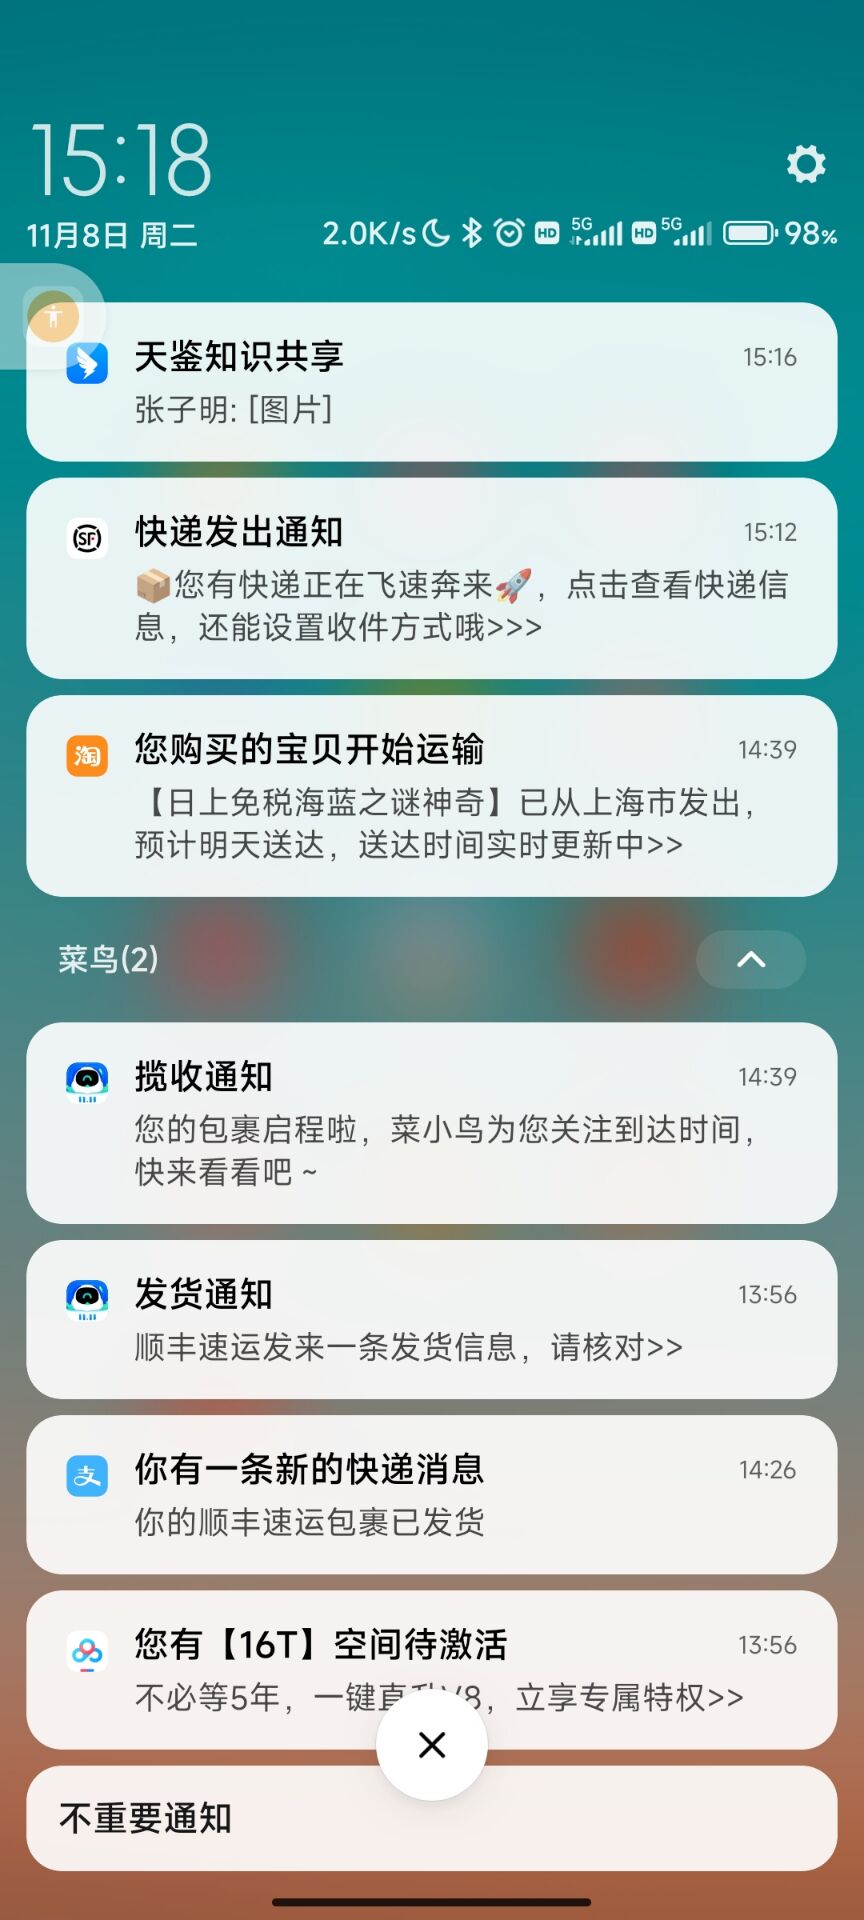 15:18
11月8日 周二
2.0K/s HD 5G HD 5G 98%
天鉴知识共享 15:16
张子明: [图片]
SF 快递发出通知 15:12
📦您有快递正在飞速奔来🚀，点击查看快递信
息，还能设置收件方式哦>>>
淘 您购买的宝贝开始运输 14:39
【日上免税海蓝之谜神奇】已从上海市发出，
预计明天送达，送达时间实时更新中>>
菜鸟(2)
揽收通知 14:39
11.11
您的包裹启程啦，菜小鸟为您关注到达时间，
快来看看吧 ~
发货通知 13:56
11.11
顺丰速运发来一条发货信息，请核对>>
支 你有一条新的快递消息 14:26
你的顺丰速运包裹已发货
您有【16T】空间待激活 13:56
不必等5年，一键直升V8，立享专属特权>>
不重要通知